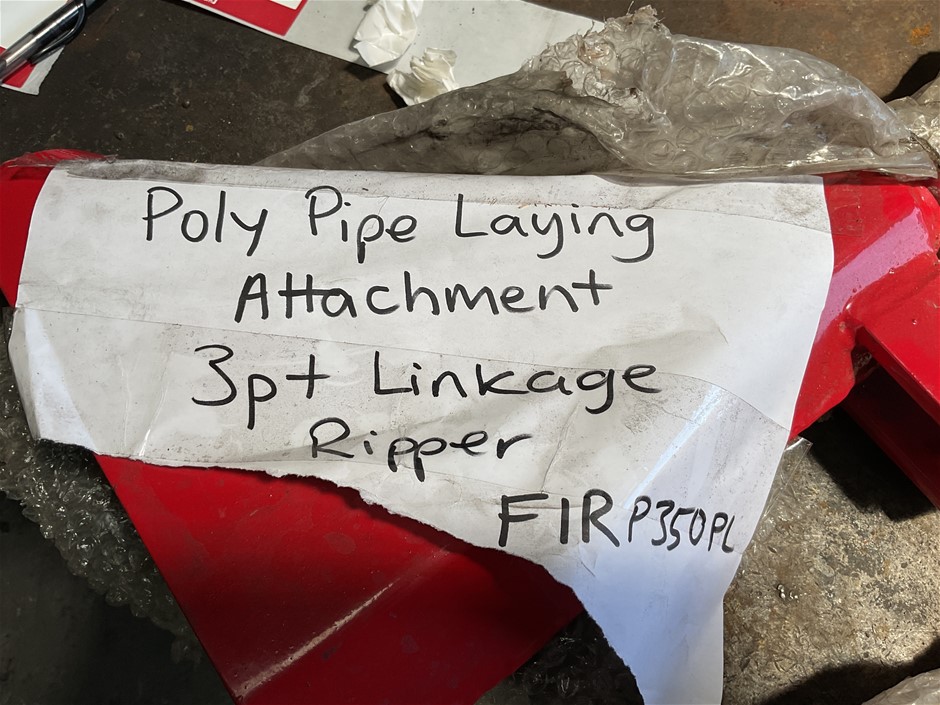 Poly Pipe Laying
Attachment
3pt Linkage
Ripper
FIRP350PL